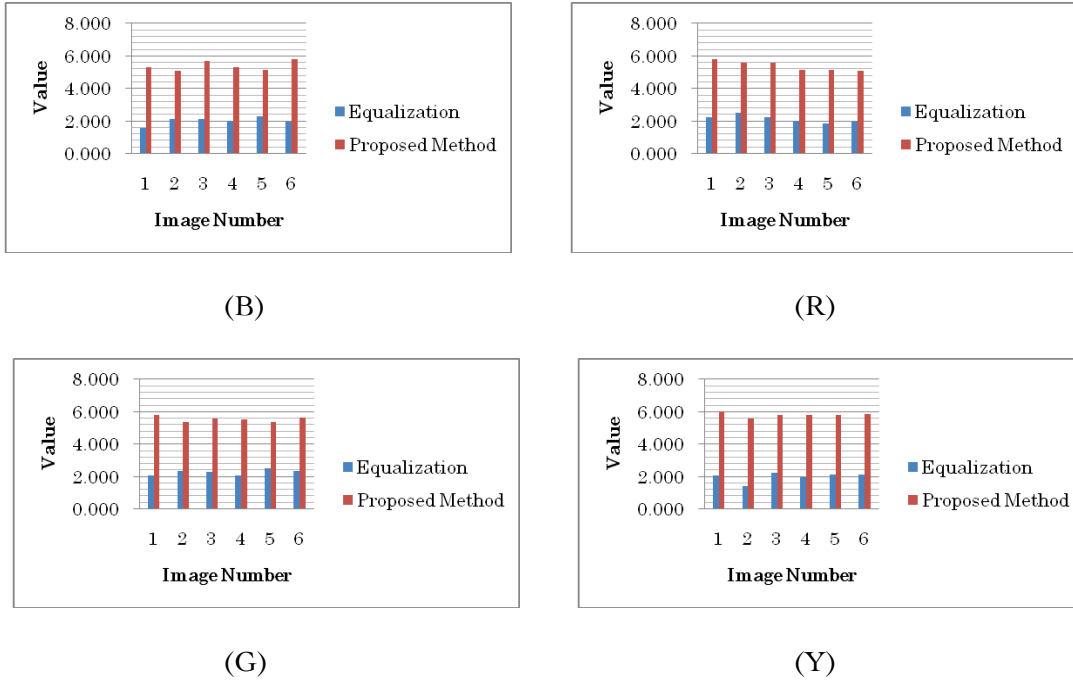 8.000
6.000
4.000
2.000
0.000
Value
1 2 3 4 5 6
Image Number
Equalization
Proposed Method
(B)
8.000
6.000
4.000
2.000
0.000
Value
1 2 3 4 5 6
Image Number
Equalization
Proposed Method
(R)
8.000
6.000
4.000
2.000
0.000
Value
1 2 3 4 5 6
Image Number
Equalization
Proposed Method
(G)
8.000
6.000
4.000
2.000
0.000
Value
1 2 3 4 5 6
Image Number
Equalization
Proposed Method
(Y)